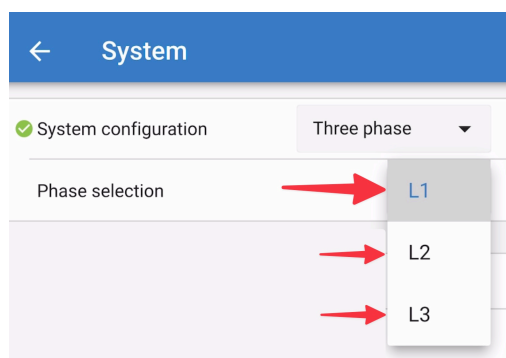 System
System configuration
Three phase
Phase selection
L1
L2
L3